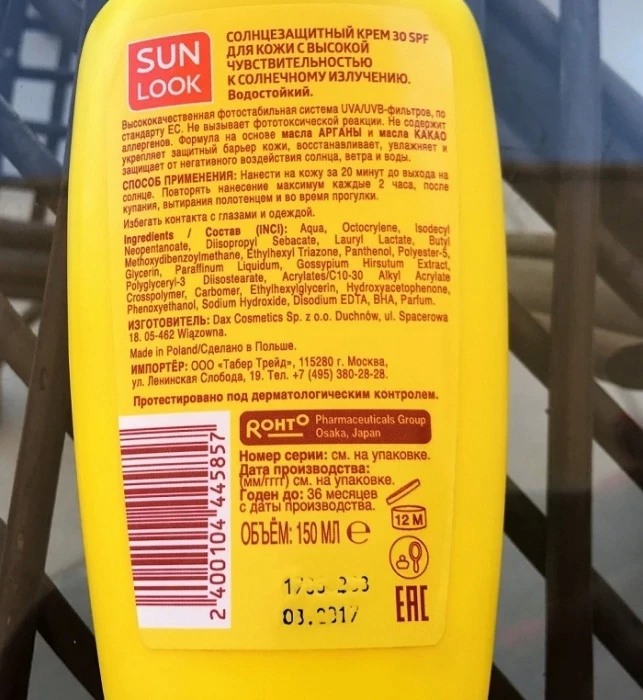 SUN
LOOK
СОЛНЦЕЗАЩИТНЫЙ КРЕМ 30 SPF
ДЛЯ КОЖИ С ВЫСОКОЙ
ЧУВСТВИТЕЛЬНОСТЬЮ
К СОЛНЕЧНОМУ ИЗЛУЧЕНИЮ.
Водостойкий.
Высококачественная фотостабильная система UVA/UVB-фильтров, по
стандарту ЕС. Не вызывает фототоксической реакции. Не содержит
аллергенов. Формула на основе масла АРГАНЫ и масла КАКАО
укрепляет защитный барьер кожи, восстанавливает, увлажняет и
защищает от негативного воздействия солнца, ветра и воды.
СПОСОБ ПРИМЕНЕНИЯ: Нанести на кожу за 20 минут до выхода на
солнце. Повторять нанесение максимум каждые 2 часа, после
купания, вытирания полотенцем и во время прогулки.
Избегать контакта с глазами и одеждой.
Ingredients / Состав (INCI): Aqua, Octocrylene, Isodecyl
Neopentanoate, Diisopropyl Sebacate, Lauryl Lactate, Butyl
Methoxydibenzoylmethane, Ethylhexyl Triazone, Panthenol, Polyester-5,
Glycerin, Paraffinum Liquidum, Gossypium Hirsutum Extract,
Polyglyceryl-3 Diisostearate, Acrylates/C10-30 Alkyl Acrylate
Crosspolymer, Carbomer, Ethylhexylglycerin, Hydroxyacetophenone,
Phenoxyethanol, Sodium Hydroxide, Disodium EDTA, BHA, Parfum.
ИЗГОТОВИТЕЛЬ: Dax Cosmetics Sp. z o.o. Duchnów, ul. Spacerowa
18. 05-462 Wiązowna.
Made in Poland/Сделано в Польше.
ИМПОРТЁР: ООО «Табер Трейд», 115280 г. Москва,
ул. Ленинская Слобода, 19. Тел. +7 (495) 380-28-28.
Протестировано под дерматологическим контролем.
ROHTO Pharmaceuticals Group
Osaka, Japan
Номер серии: см. на упаковке.
Дата производства:
(мм/гггг) см. на упаковке.
Годен до: 36 месяцев
с даты производства.
12 M
ОБЪЁМ: 150 МЛ e
2 400104 445857
03.2017
EAC